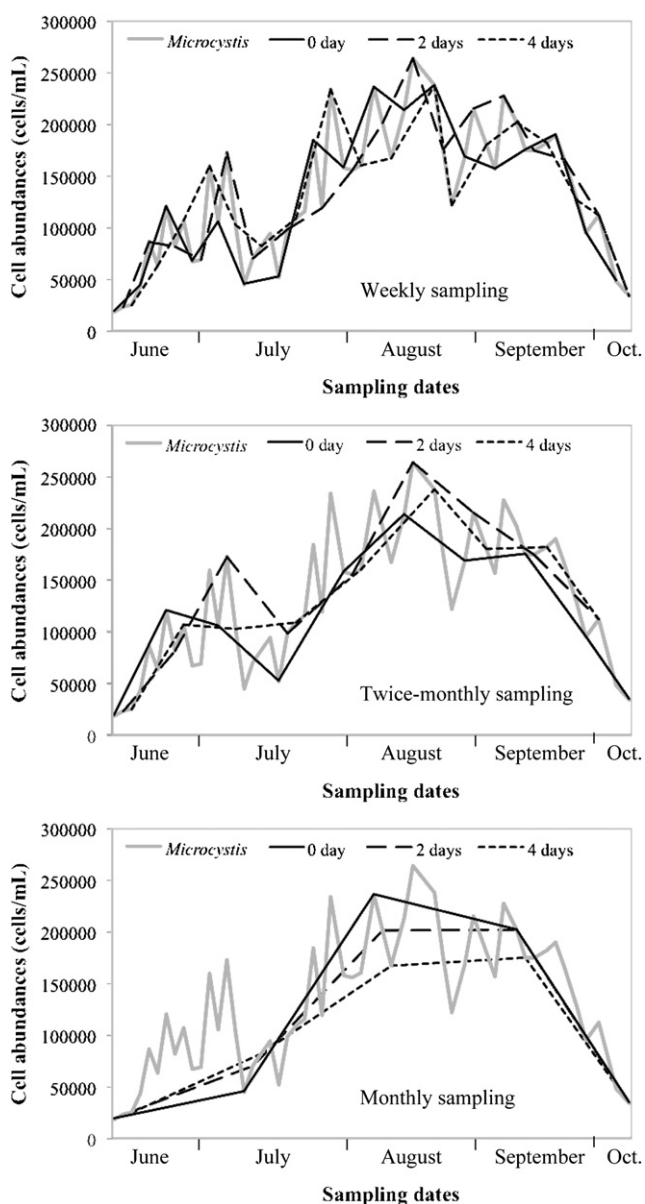 300000
Microcystis 0 day 2 days 4 days
250000
200000
150000
100000
50000
0
Cell abundances (cells/mL)
Weekly sampling
June July August September Oct.
Sampling dates
300000
Microcystis 0 day 2 days 4 days
250000
200000
150000
100000
50000
0
Cell abundances (cells/mL)
Twice-monthly sampling
June July August September Oct.
Sampling dates
300000
Microcystis 0 day 2 days 4 days
250000
200000
150000
100000
50000
0
Cell abundances (cells/mL)
Monthly sampling
June July August September Oct.
Sampling dates